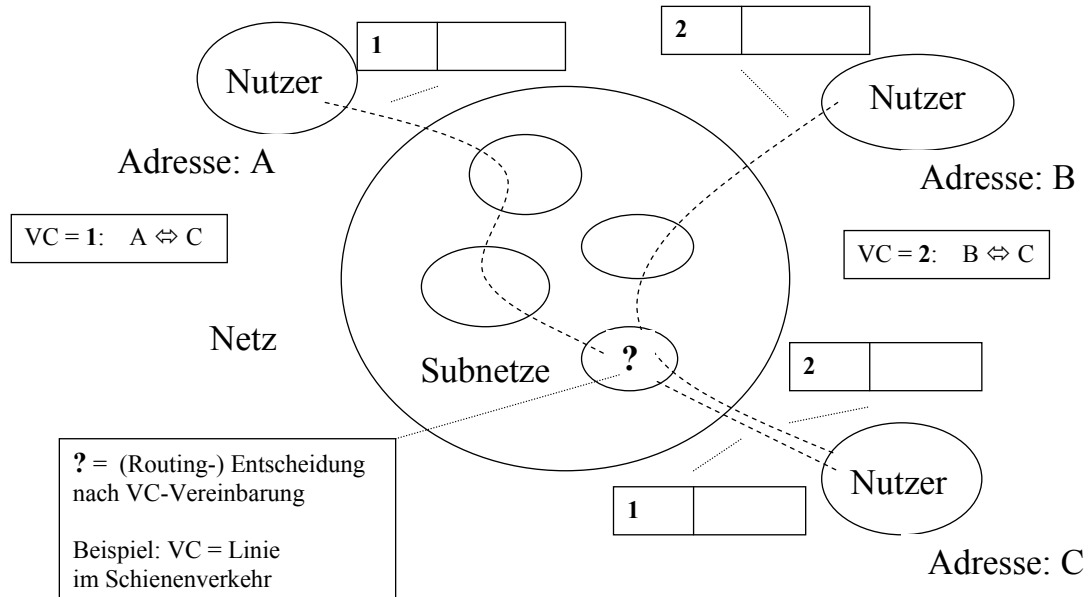 1
2
Nutzer
Nutzer
Adresse: A
Adresse: B
VC = 1: A ⇔ C
VC = 2: B ⇔ C
Netz
Subnetze
?
2
? = (Routing-) Entscheidung
nach VC-Vereinbarung
Beispiel: VC = Linie
im Schienenverkehr
1
Nutzer
Adresse: C